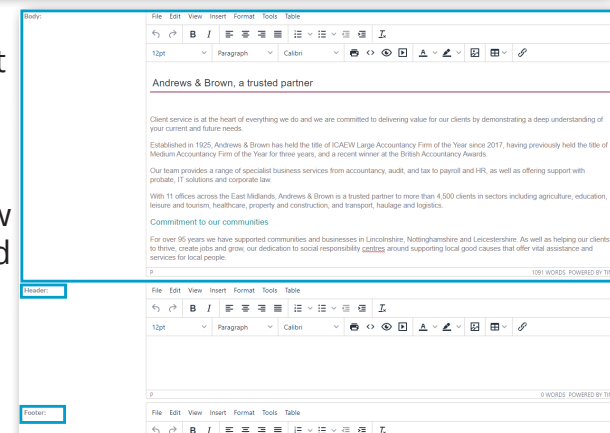 t
w
d
Body:
File Edit View Insert Format Tools Table
B I
12pt Paragraph Calibri
Andrews & Brown, a trusted partner
Client service is at the heart of everything we do and we are committed to delivering value for our clients by demonstrating a deep understanding of
your current and future needs.
Established in 1925, Andrews & Brown has held the title of ICAEW Large Accountancy Firm of the Year since 2017, having previously held the title of
Medium Accountancy Firm of the Year for three years, and a recent winner at the British Accountancy Awards.
Our team provides a range of specialist business services from accountancy, audit, and tax to payroll and HR, as well as offering support with
probate, IT solutions and corporate law.
With 11 offices across the East Midlands, Andrews & Brown is a trusted partner to more than 4,500 clients in sectors including agriculture, education,
leisure and tourism, healthcare, property and construction, and transport, haulage and logistics.
Commitment to our communities
For over 95 years we have supported communities and businesses in Lincolnshire, Nottinghamshire and Leicestershire. As well as helping our clients
to thrive, create jobs and grow, our dedication to social responsibility centres around supporting local good causes that offer vital assistance and
services for local people.
P 1091 WORDS POWERED BY TIN
Header:
File Edit View Insert Format Tools Table
B I
12pt Paragraph Calibri
P 0 WORDS POWERED BY TIN
Footer:
File Edit View Insert Format Tools Table
B I